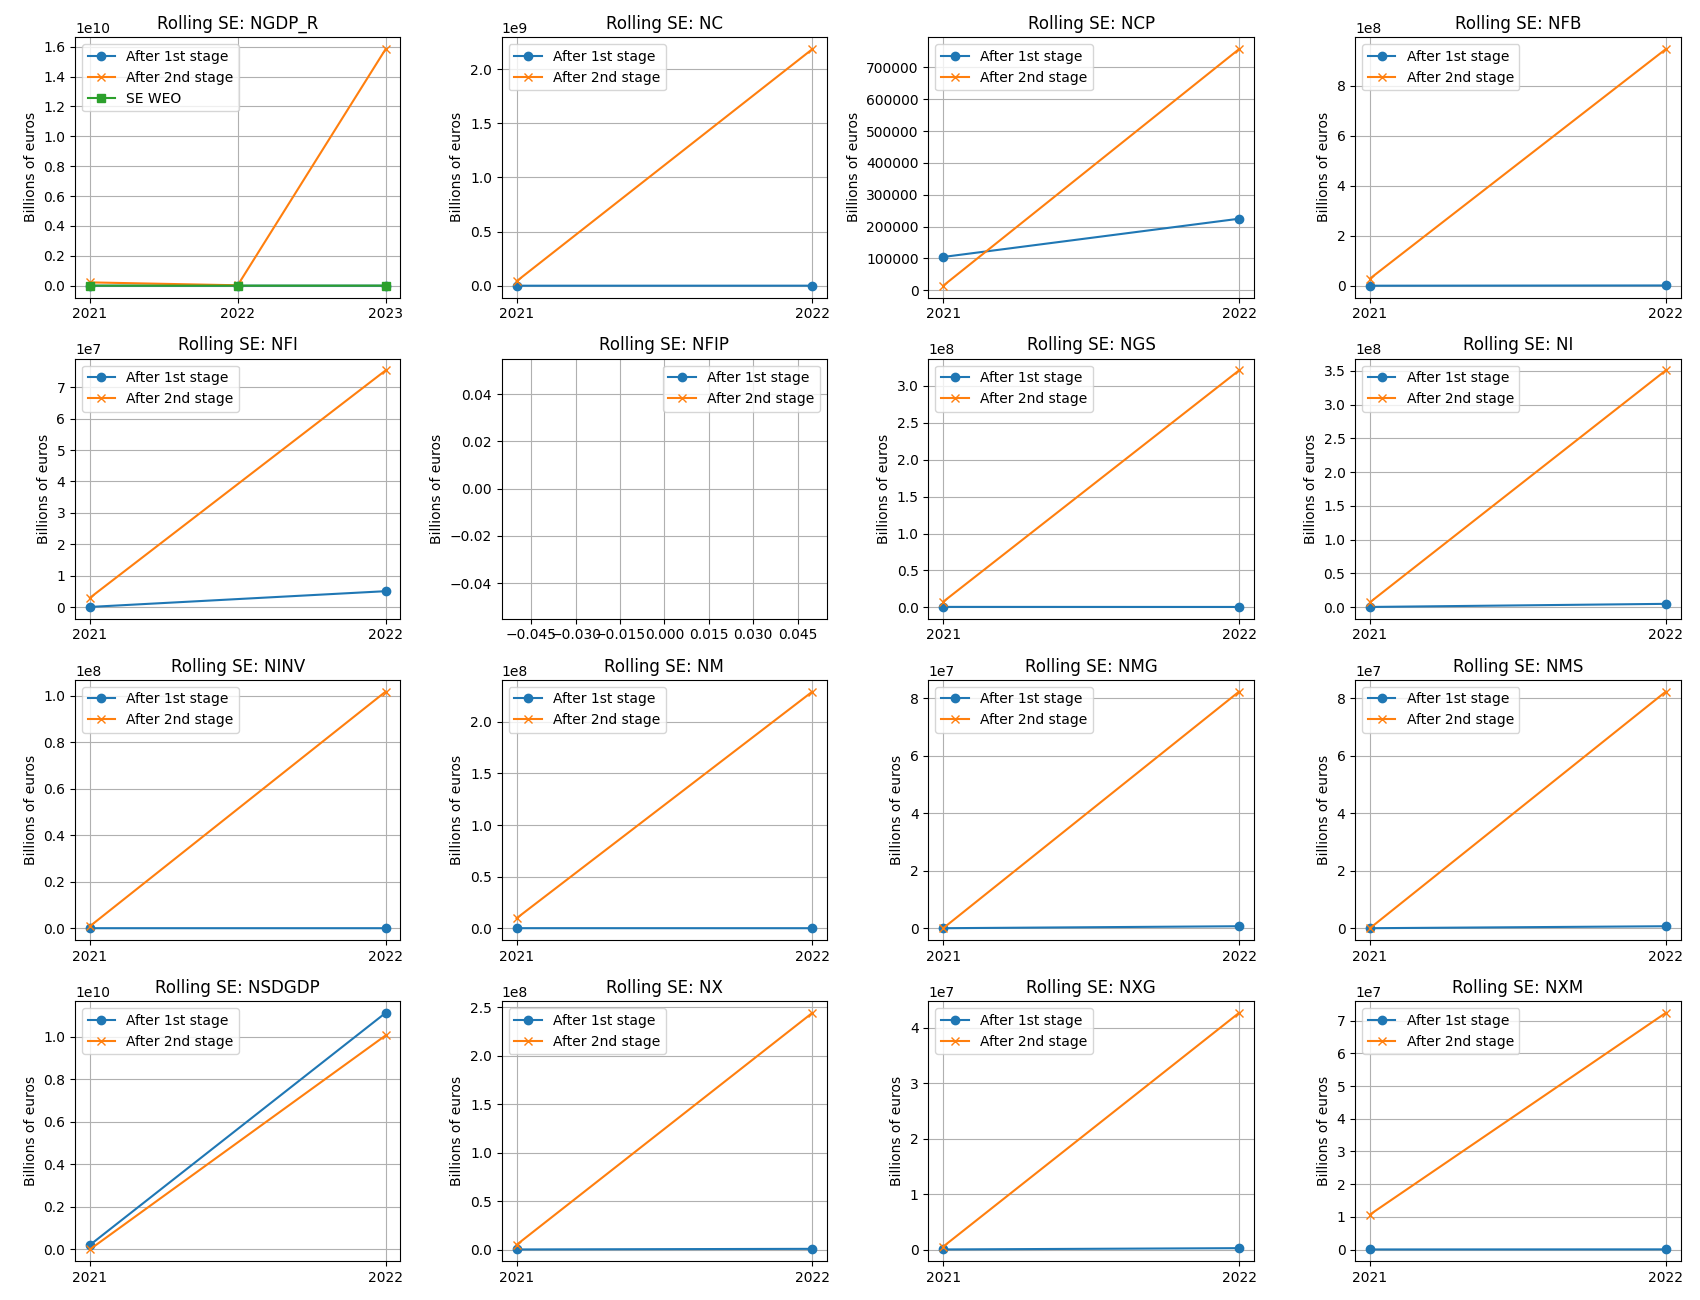 Rolling SE: NGDP_R
1e10
After 1st stage
After 2nd stage
SE WEO
Billions of euros
1.6
1.4
1.2
1.0
0.8
0.6
0.4
0.2
0.0
2021 2022 2023
Rolling SE: NC
1e9
After 1st stage
After 2nd stage
Billions of euros
2.0
1.5
1.0
0.5
0.0
2021 2022
Rolling SE: NCP
After 1st stage
After 2nd stage
Billions of euros
700000
600000
500000
400000
300000
200000
100000
0
2021 2022
Rolling SE: NFB
1e8
After 1st stage
After 2nd stage
Billions of euros
8
6
4
2
0
2021 2022
Rolling SE: NFI
1e7
After 1st stage
After 2nd stage
Billions of euros
7
6
5
4
3
2
1
0
2021 2022
Rolling SE: NFIP
After 1st stage
After 2nd stage
Billions of euros
0.04
0.02
0.00
−0.02
−0.04
−0.045 −0.030 −0.015 0.000 0.015 0.030 0.045
Rolling SE: NGS
1e8
After 1st stage
After 2nd stage
Billions of euros
3.0
2.5
2.0
1.5
1.0
0.5
0.0
2021 2022
Rolling SE: NI
1e8
After 1st stage
After 2nd stage
Billions of euros
3.5
3.0
2.5
2.0
1.5
1.0
0.5
0.0
2021 2022
Rolling SE: NINV
1e8
After 1st stage
After 2nd stage
Billions of euros
1.0
0.8
0.6
0.4
0.2
0.0
2021 2022
Rolling SE: NM
1e8
After 1st stage
After 2nd stage
Billions of euros
2.0
1.5
1.0
0.5
0.0
2021 2022
Rolling SE: NMG
1e7
After 1st stage
After 2nd stage
Billions of euros
8
6
4
2
0
2021 2022
Rolling SE: NMS
1e7
After 1st stage
After 2nd stage
Billions of euros
8
6
4
2
0
2021 2022
Rolling SE: NSDGDP
1e10
After 1st stage
After 2nd stage
Billions of euros
1.0
0.8
0.6
0.4
0.2
0.0
2021 2022
Rolling SE: NX
1e8
After 1st stage
After 2nd stage
Billions of euros
2.5
2.0
1.5
1.0
0.5
0.0
2021 2022
Rolling SE: NXG
1e7
After 1st stage
After 2nd stage
Billions of euros
4
3
2
1
0
2021 2022
Rolling SE: NXM
1e7
After 1st stage
After 2nd stage
Billions of euros
7
6
5
4
3
2
1
0
2021 2022